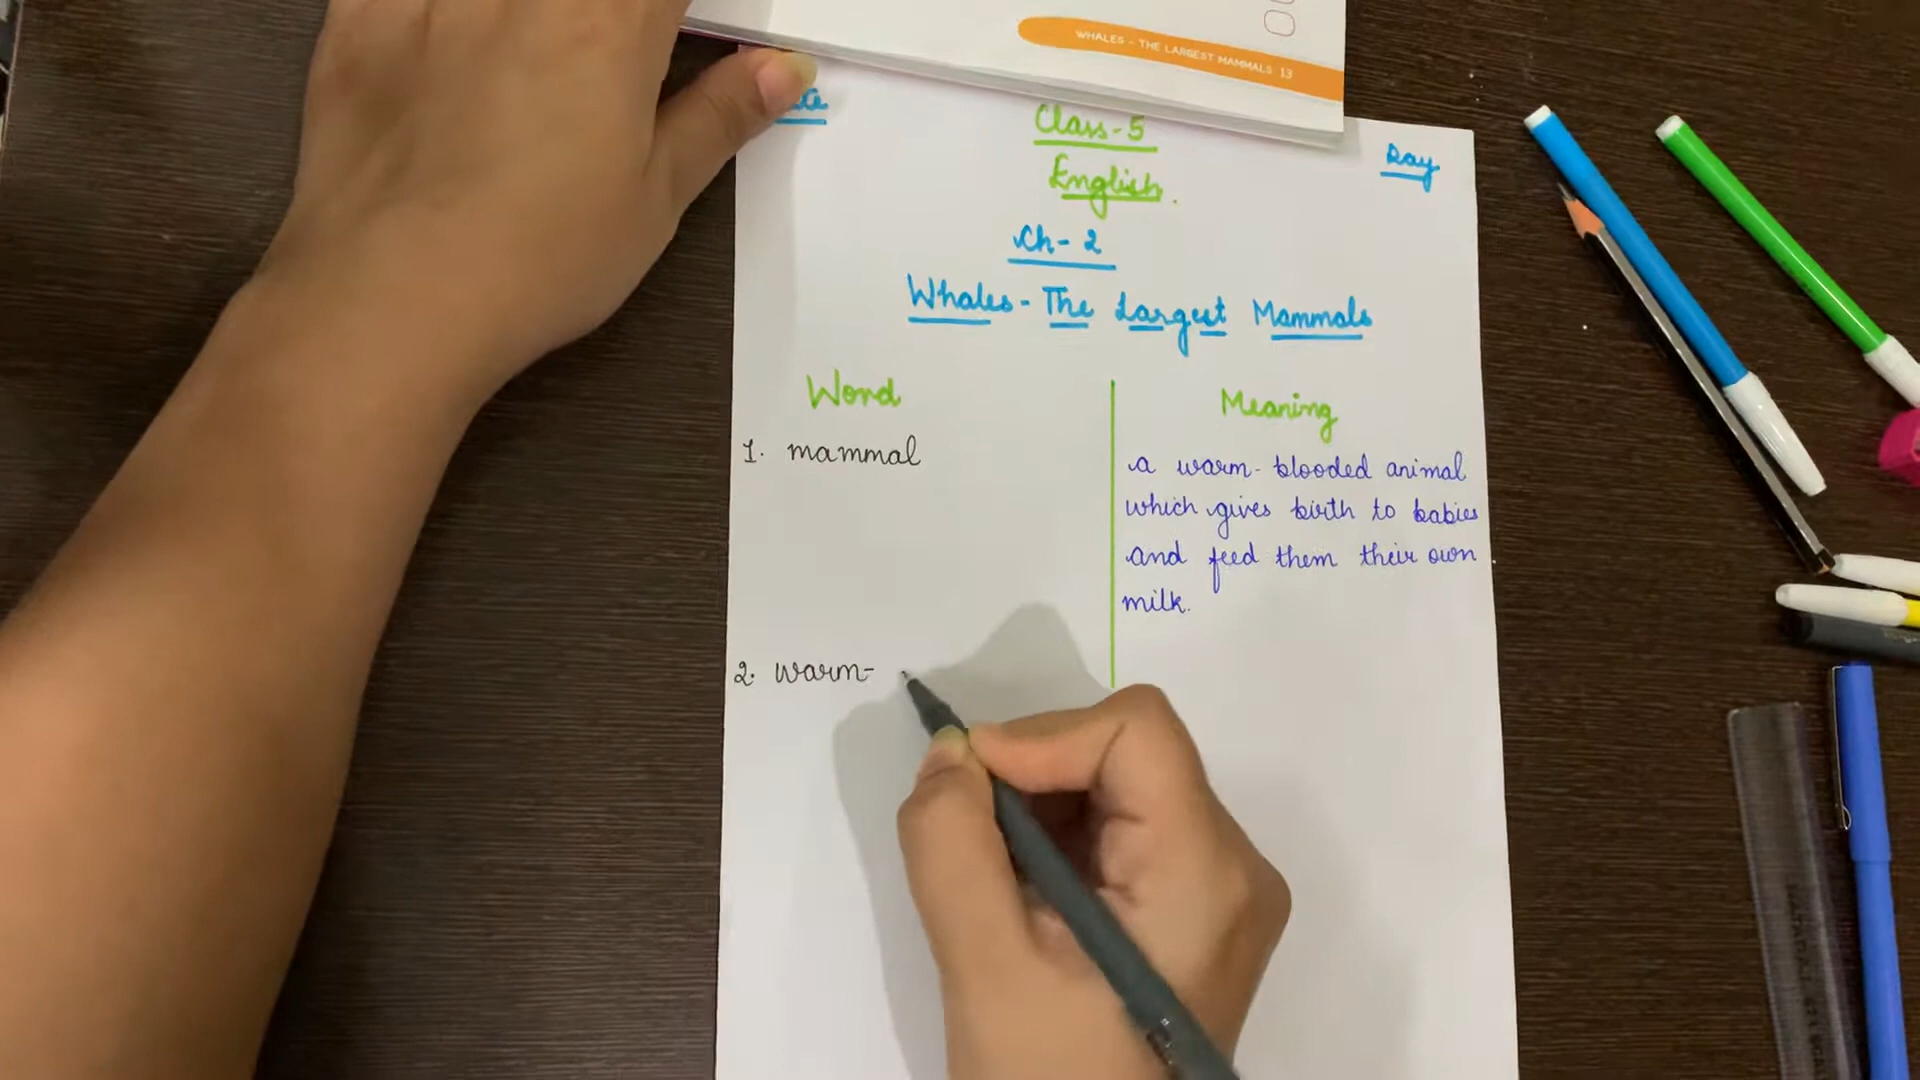 WHALES - THE LARGEST MAMMALS 13
Class-5
Day
English.
Ch-2
Whales-The Largest Mammals
Word
Meaning
1. mammal
a warm-blooded animal
which gives birth to babies
and feed them their own
milk.
2. warm-